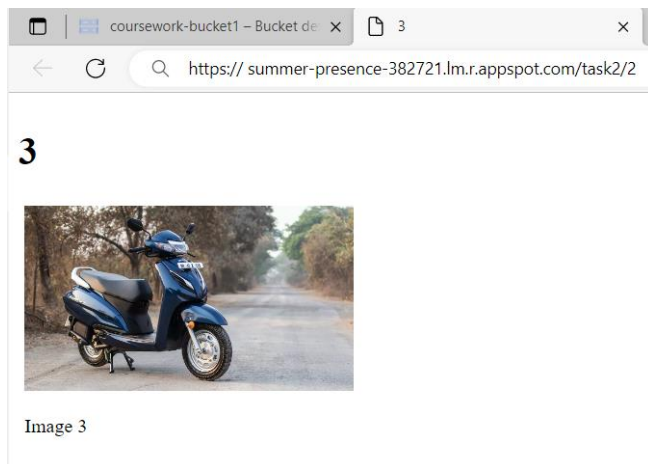 coursework-bucket1 – Bucket de
3
https:// summer-presence-382721.lm.r.appspot.com/task2/2
3
Image 3